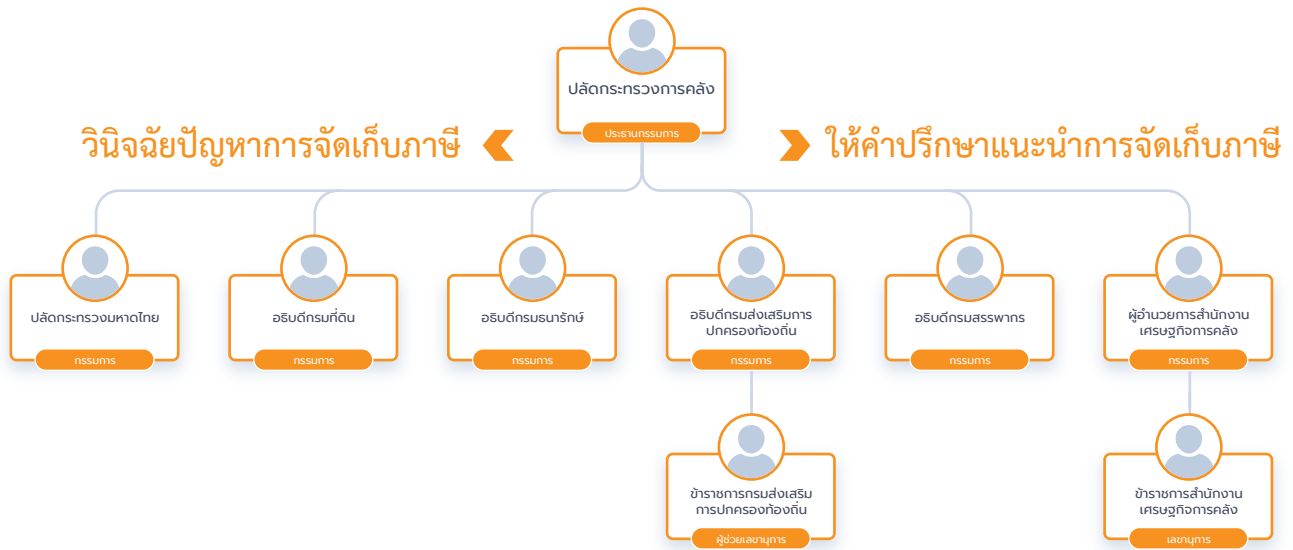 ปลัดกระทรวงการคลัง
ประธานกรรมการ
วินิจฉัยปัญหาการจัดเก็บภาษี
ให้คำปรึกษาแนะนำการจัดเก็บภาษี
ปลัดกระทรวงมหาดไทย
กรรมการ
อธิบดีกรมที่ดิน
กรรมการ
อธิบดีกรมธนารักษ์
กรรมการ
อธิบดีกรมส่งเสริมการ
ปกครองท้องถิ่น
กรรมการ
อธิบดีกรมสรรพากร
กรรมการ
ผู้อำนวยการสำนักงาน
เศรษฐกิจการคลัง
กรรมการ
ข้าราชการกรมส่งเสริม
การปกครองท้องถิ่น
ผู้ช่วยเลขานุการ
ข้าราชการสำนักงาน
เศรษฐกิจการคลัง
เลขานุการ